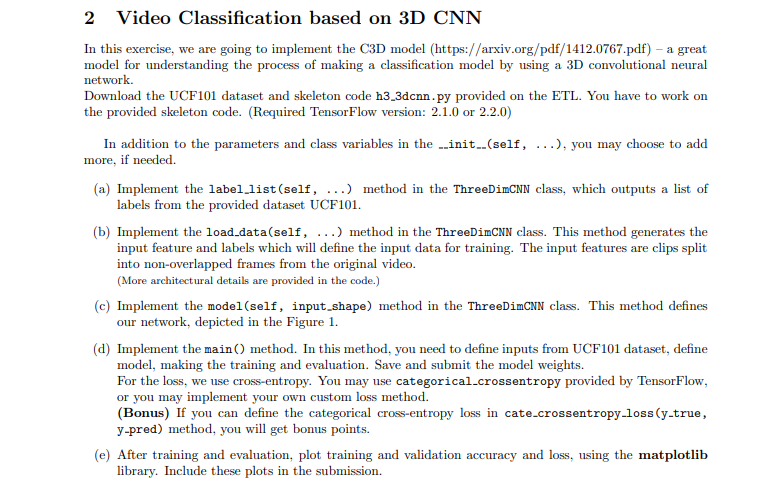 2 Video Classification based on 3D CNN
In this exercise, we are going to implement the C3D model (https://arxiv.org/pdf/1412.0767.pdf) – a great
model for understanding the process of making a classification model by using a 3D convolutional neural
network.
Download the UCF101 dataset and skeleton code h3_3dcnn.py provided on the ETL. You have to work on
the provided skeleton code. (Required TensorFlow version: 2.1.0 or 2.2.0)
In addition to the parameters and class variables in the __init__(self, ...), you may choose to add
more, if needed.
(a) Implement the label_list(self, ...) method in the ThreeDimCNN class, which outputs a list of
labels from the provided dataset UCF101.
(b) Implement the load_data(self, ...) method in the ThreeDimCNN class. This method generates the
input feature and labels which will define the input data for training. The input features are clips split
into non-overlapped frames from the original video.
(More architectural details are provided in the code.)
(c) Implement the model(self, input_shape) method in the ThreeDimCNN class. This method defines
our network, depicted in the Figure 1.
(d) Implement the main() method. In this method, you need to define inputs from UCF101 dataset, define
model, making the training and evaluation. Save and submit the model weights.
For the loss, we use cross-entropy. You may use categorical_crossentropy provided by TensorFlow,
or you may implement your own custom loss method.
(Bonus) If you can define the categorical cross-entropy loss in cate_crossentropy_loss(y_true,
y_pred) method, you will get bonus points.
(e) After training and evaluation, plot training and validation accuracy and loss, using the matplotlib
library. Include these plots in the submission.